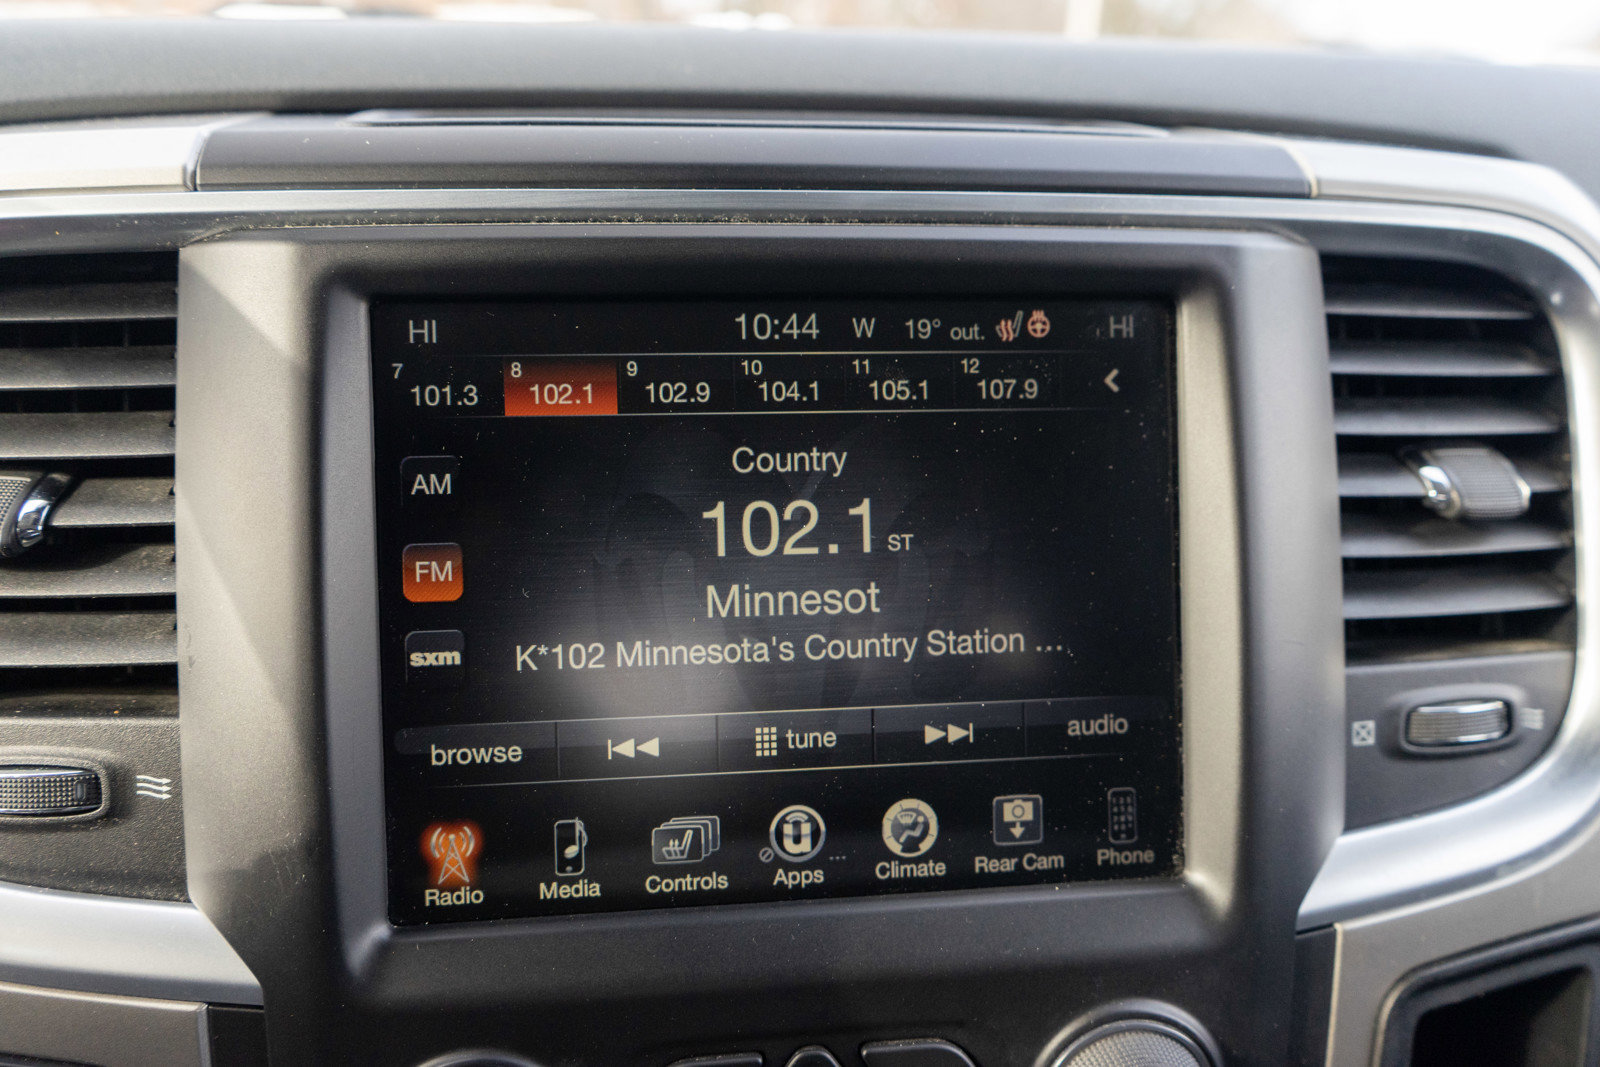 HI 10:44 W 19° out. HI
7 8 9 10 11 12
101.3 102.1 102.9 104.1 105.1 107.9
Country
AM
102.1 ST
FM
Minnesot
K*102 Minnesota's Country Station ...
sxm
browse tune audio
Radio Media Controls Apps ... Climate Rear Cam Phone